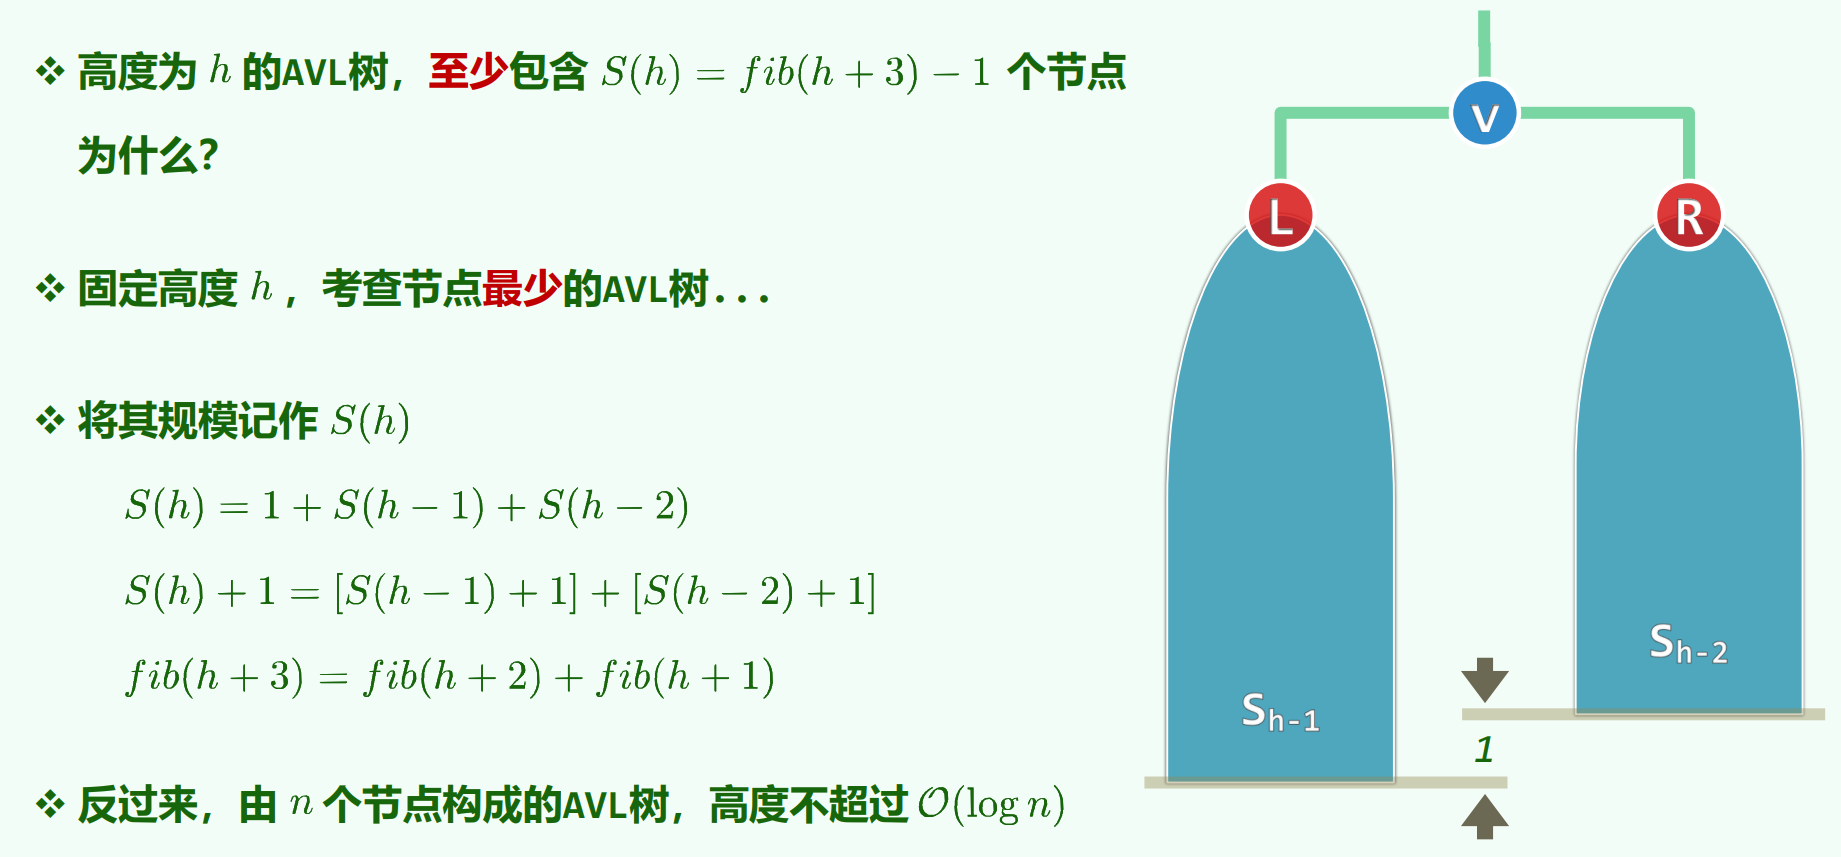 ❖ 高度为 h 的AVL树，至少包含 S(h) = fib(h + 3) − 1 个节点
为什么？
❖ 固定高度 h ，考查节点最少的AVL树...
❖ 将其规模记作 S(h)
S(h) = 1 + S(h − 1) + S(h − 2)
S(h) + 1 = [S(h − 1) + 1] + [S(h − 2) + 1]
fib(h + 3) = fib(h + 2) + fib(h + 1)
❖ 反过来，由 n 个节点构成的AVL树，高度不超过 𝒪(log n)
v
L
R
Sh-1
Sh-2
1